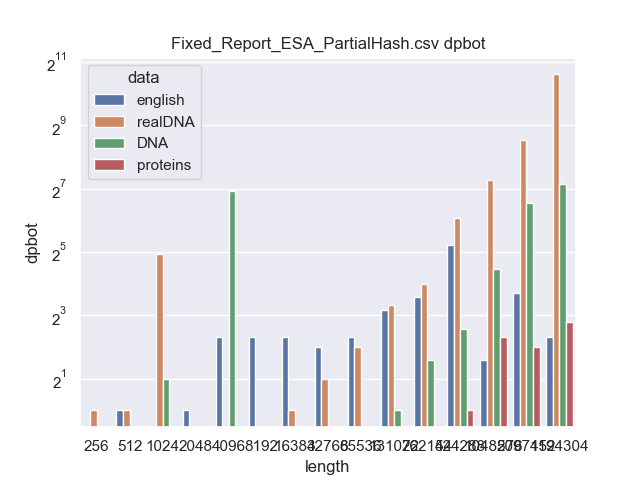 Fixed_Report_ESA_PartialHash.csv dpbot
data
english
realDNA
DNA
proteins
2^11
2^9
2^7
2^5
2^3
2^1
dpbot
256 512 1024 2048 4096 8192 16384 32768 65536 131072 262144 524288 1048576 2097152 4194304
length